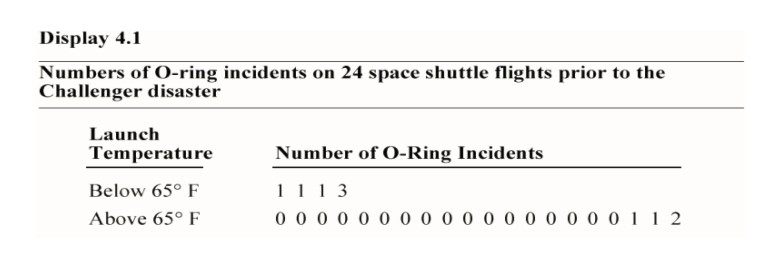 Display 4.1
Numbers of O-ring incidents on 24 space shuttle flights prior to the
Challenger disaster
Launch
Temperature Number of O-Ring Incidents
Below 65° F 1 1 1 3
Above 65° F 0 0 0 0 0 0 0 0 0 0 0 0 0 0 0 0 0 1 1 2